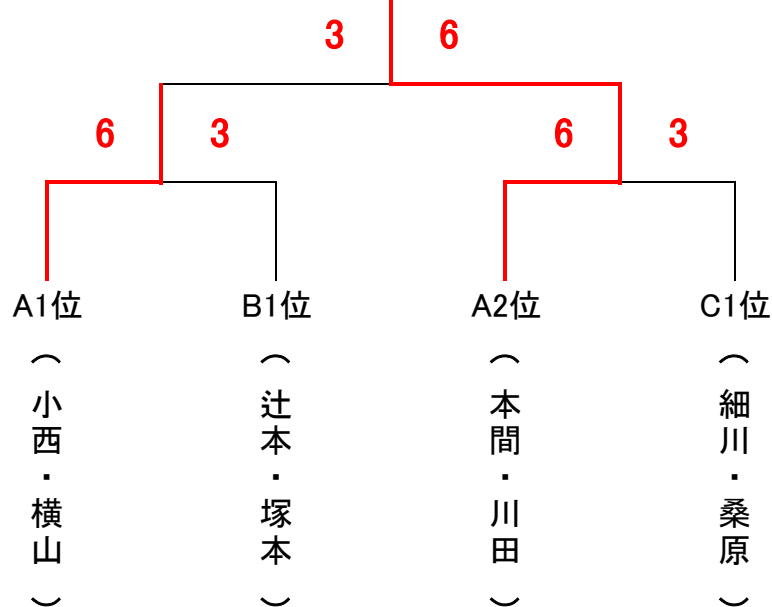 3 6
6 3 6 3
A1位 B1位 A2位 C1位
（小西・横山）
（辻本・塚本）
（本間・川田）
（細川・桑原）